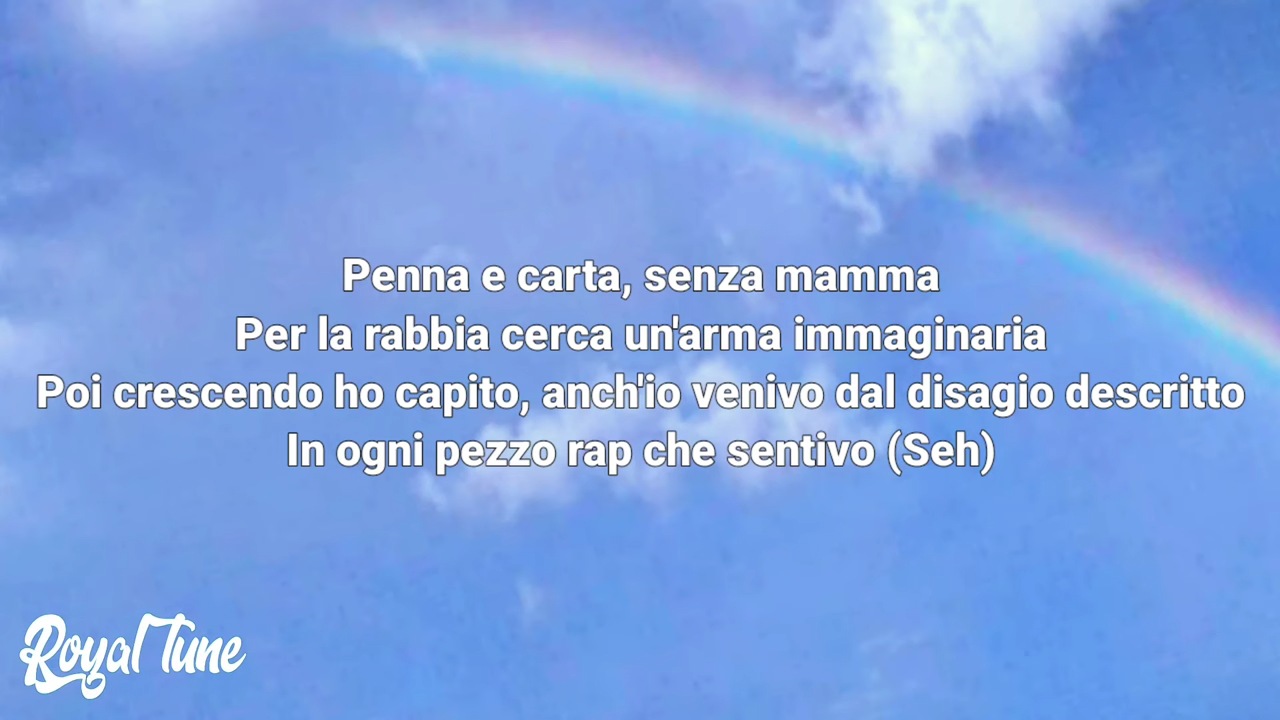 Penna e carta, senza mamma
Per la rabbia cerca un'arma immaginaria
Poi crescendo ho capito, anch'io venivo dal disagio descritto
In ogni pezzo rap che sentivo (Seh)
Royal Tune